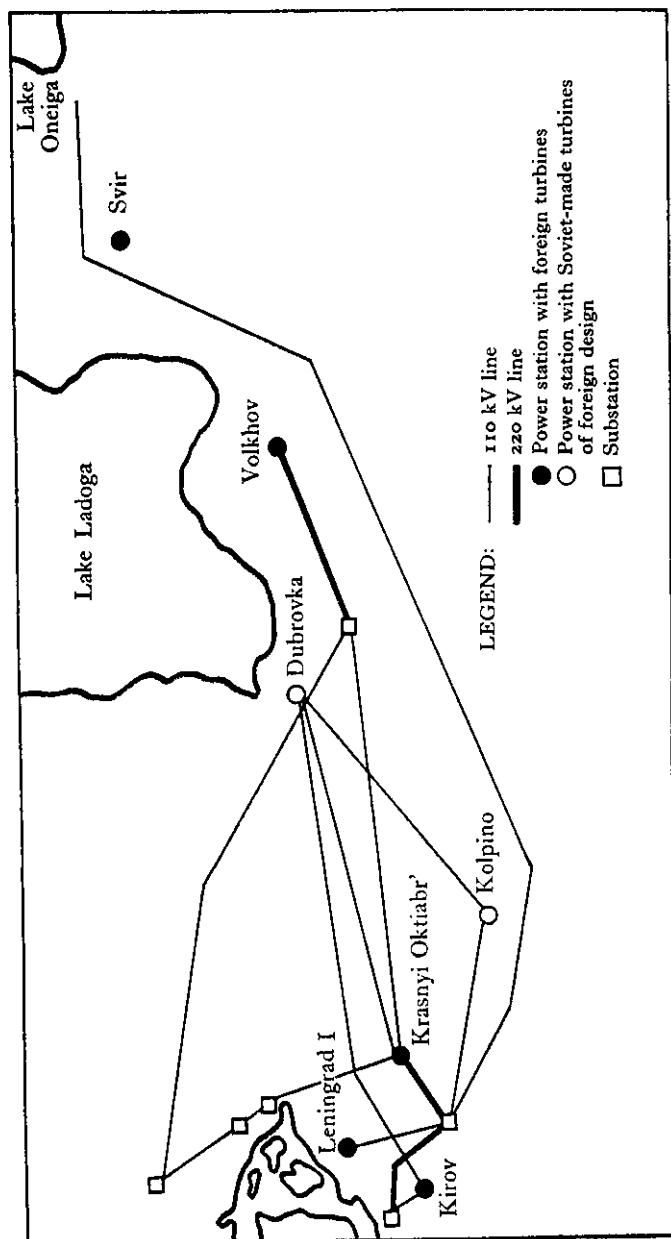 Lake
Oneiga
Svir
Lake Ladoga
Volkhov
Dubrovka
Kolpino
Krasnyi Oktiabr'
Leningrad I
Kirov
LEGEND:
110 kV line
220 kV line
Power station with foreign turbines
Power station with Soviet-made turbines
of foreign design
Substation